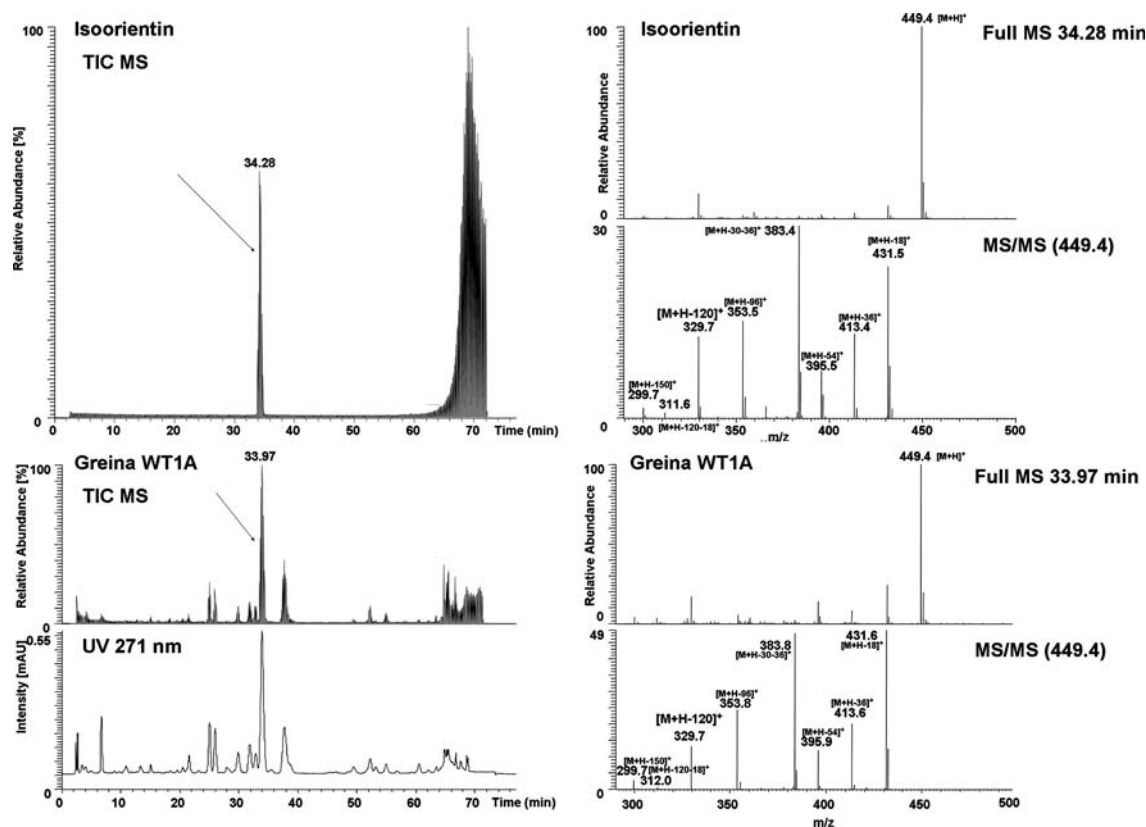 Isoorientin
TIC MS
100
Relative Abundance [%]
34.28
0
0 10 20 30 40 50 60 70 Time (min)
Isoorientin
Full MS 34.28 min
449.4 [M+H]+
100
Relative Abundance
0
30
MS/MS (449.4)
[M+H-30-36]+ 383.4
[M+H-18]+
431.5
[M+H-96]+
353.5
[M+H-120]+
329.7
[M+H-36]+
413.4
[M+H-54]+
395.5
[M+H-150]+
299.7
311.6
[M+H-120-18]+
0
300 350 400 450 500
..m/z
Greina WT1A
TIC MS
100
Relative Abundance [%]
33.97
0
UV 271 nm
0.55
Intensity [mAU]
0
0 10 20 30 40 50 60 70 Time (min)
Greina WT1A
Full MS 33.97 min
449.4 [M+H]+
100
Relative Abundance
0
49
MS/MS (449.4)
431.6
[M+H-18]+
383.8
[M+H-30-36]+
[M+H-96]+
353.8
[M+H-36]+
413.6
[M+H-120]+
329.7
[M+H-54]+
395.9
[M+H-150]+
299.7 [M+H-120-18]+
312.0
0
300 350 400 450 500
m/z